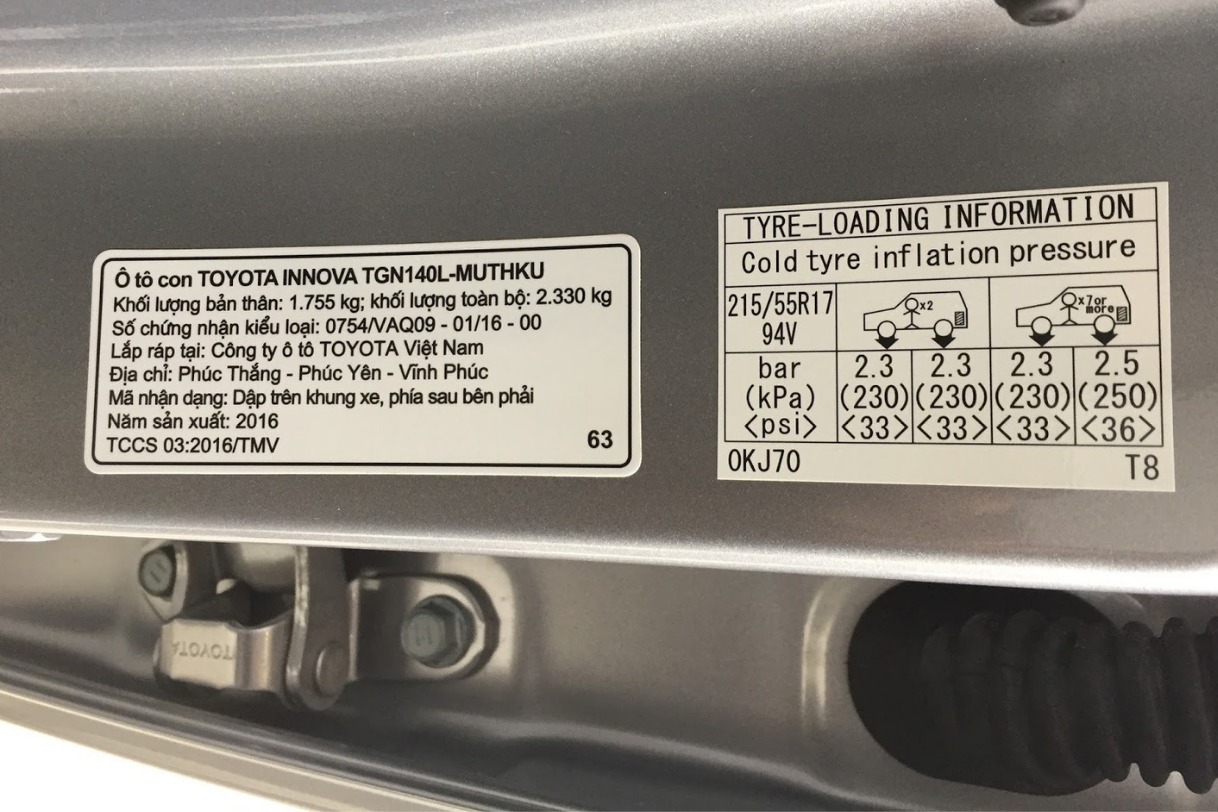 Ô tô con TOYOTA INNOVA TGN140L-MUTHKU
Khối lượng bản thân: 1.755 kg; khối lượng toàn bộ: 2.330 kg
Số chứng nhận kiểu loại: 0754/VAQ09 - 01/16 - 00
Lắp ráp tại: Công ty ô tô TOYOTA Việt Nam
Địa chỉ: Phúc Thắng - Phúc Yên - Vĩnh Phúc
Mã nhận dạng: Dập trên khung xe, phía sau bên phải
Năm sản xuất: 2016
TCCS 03:2016/TMV 63
TYRE-LOADING INFORMATION
Cold tyre inflation pressure
215/55R17 x2 x7or
94V more
bar 2.3 2.3 2.3 2.5
(kPa) (230) (230) (230) (250)
<psi> <33> <33> <33> <36>
0KJ70 T8
TOYOTA